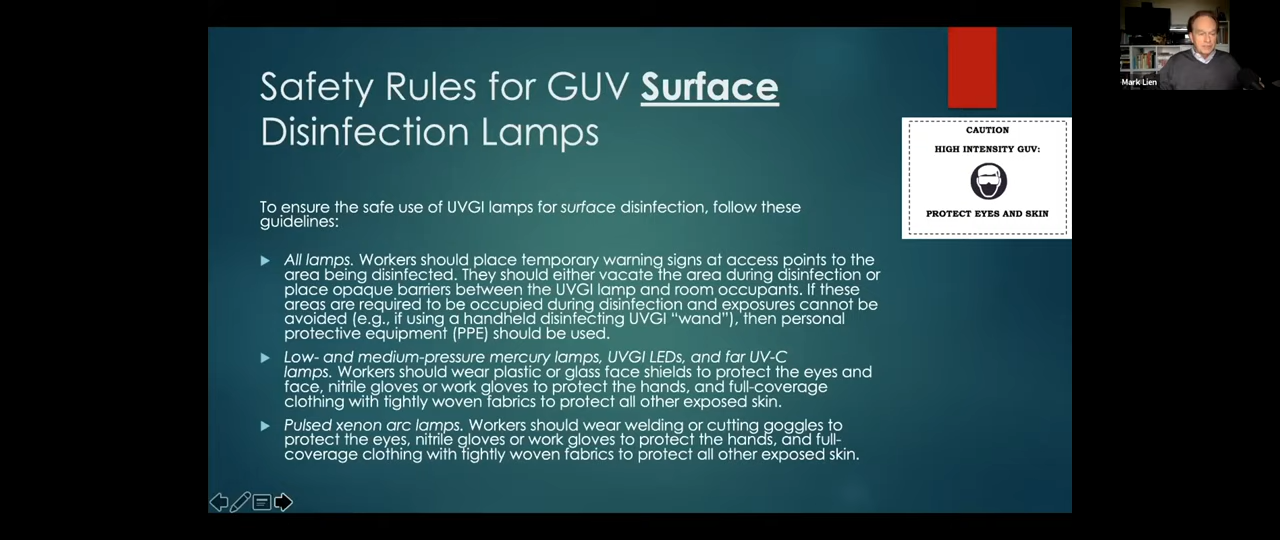 Safety Rules for GUV Surface
Disinfection Lamps
Mark Lien
CAUTION
HIGH INTENSITY GUV:
PROTECT EYES AND SKIN
To ensure the safe use of UVGI lamps for surface disinfection, follow these
guidelines:
All lamps. Workers should place temporary warning signs at access points to the
area being disinfected. They should either vacate the area during disinfection or
place opaque barriers between the UVGI lamp and room occupants. If these
areas are required to be occupied during disinfection and exposures cannot be
avoided (e.g., if using a handheld disinfecting UVGI “wand”), then personal
protective equipment (PPE) should be used.
Low- and medium-pressure mercury lamps, UVGI LEDs, and far UV-C
lamps. Workers should wear plastic or glass face shields to protect the eyes and
face, nitrile gloves or work gloves to protect the hands, and full-coverage
clothing with tightly woven fabrics to protect all other exposed skin.
Pulsed xenon arc lamps. Workers should wear welding or cutting goggles to
protect the eyes, nitrile gloves or work gloves to protect the hands, and full-
coverage clothing with tightly woven fabrics to protect all other exposed skin.